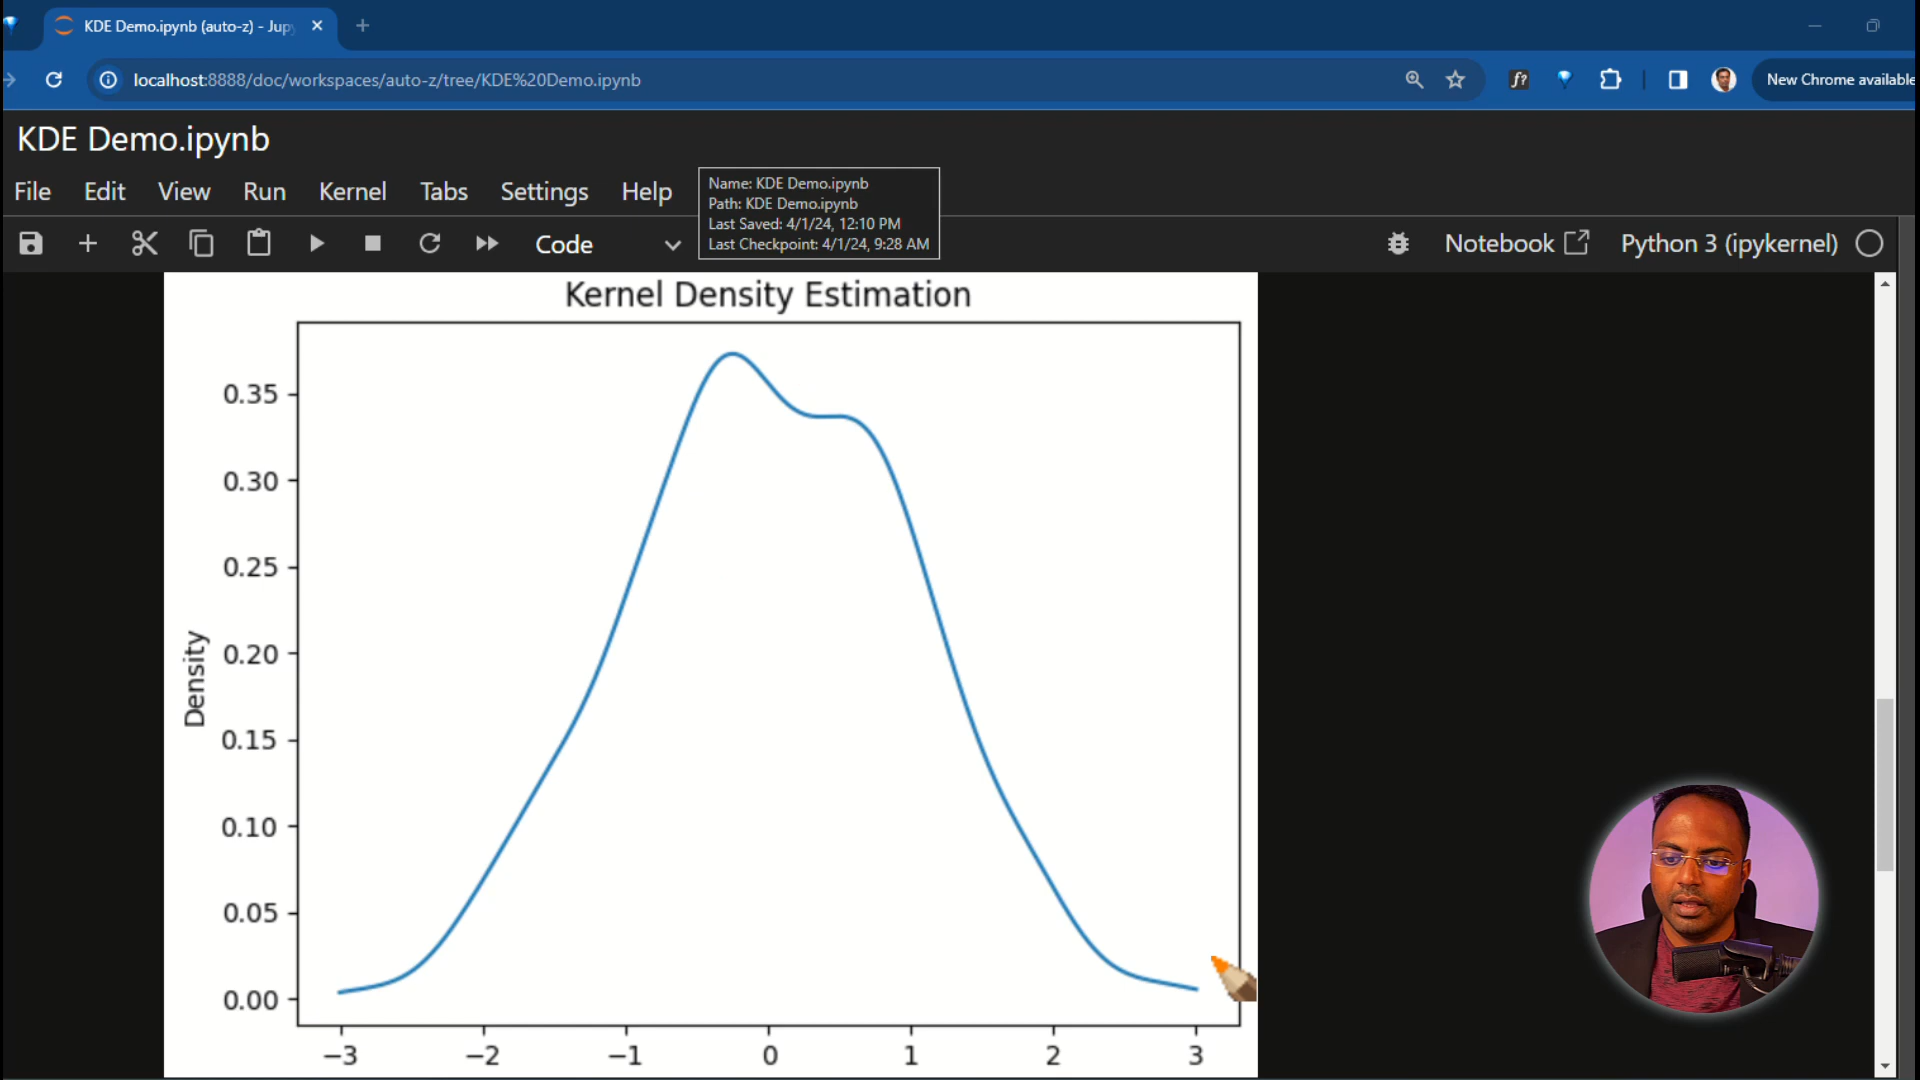 KDE Demo.ipynb (auto-z) - Jup
localhost:8888/doc/workspaces/auto-z/tree/KDE%20Demo.ipynb
f?
New Chrome available
KDE Demo.ipynb
File Edit View Run Kernel Tabs Settings Help
Name: KDE Demo.ipynb
Path: KDE Demo.ipynb
Last Saved: 4/1/24, 12:10 PM
Last Checkpoint: 4/1/24, 9:28 AM
Code
Notebook
Python 3 (ipykernel)
Kernel Density Estimation
0.35
0.30
0.25
0.20
0.15
0.10
0.05
0.00
Density
−3 −2 −1 0 1 2 3